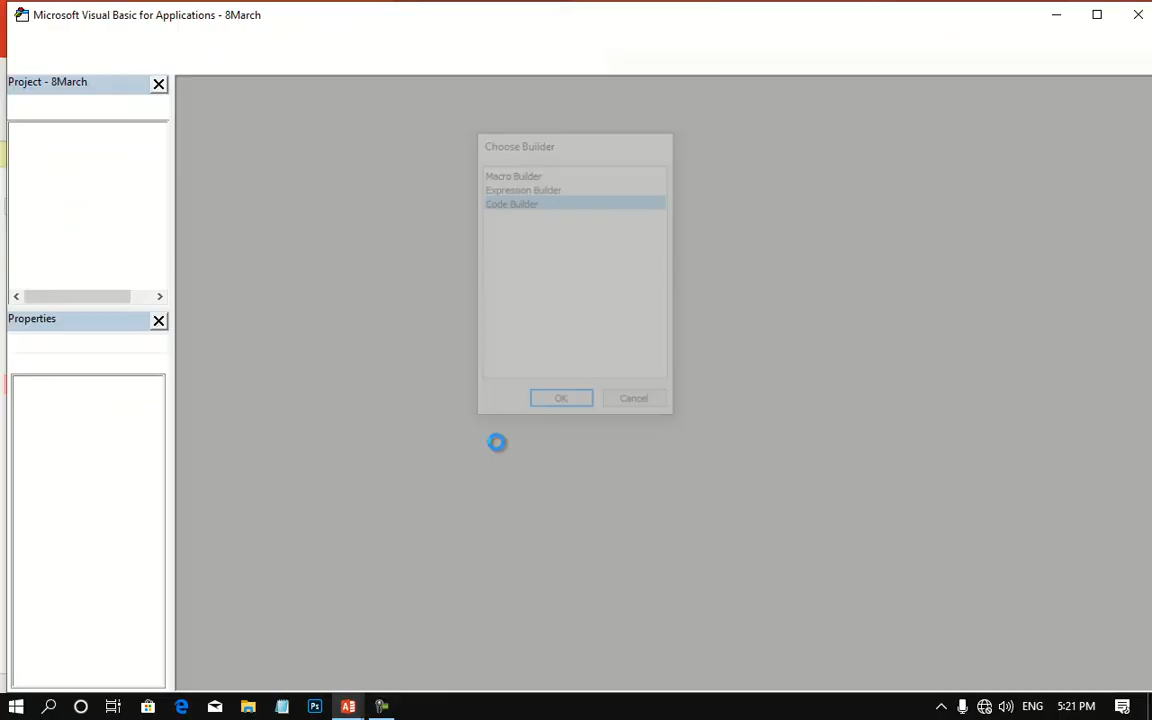 Microsoft Visual Basic for Applications - 8March
Project - 8March
Choose Builder
Macro Builder
Expression Builder
Code Builder
OK
Cancel
Properties
Ps
A
ENG
5:21 PM